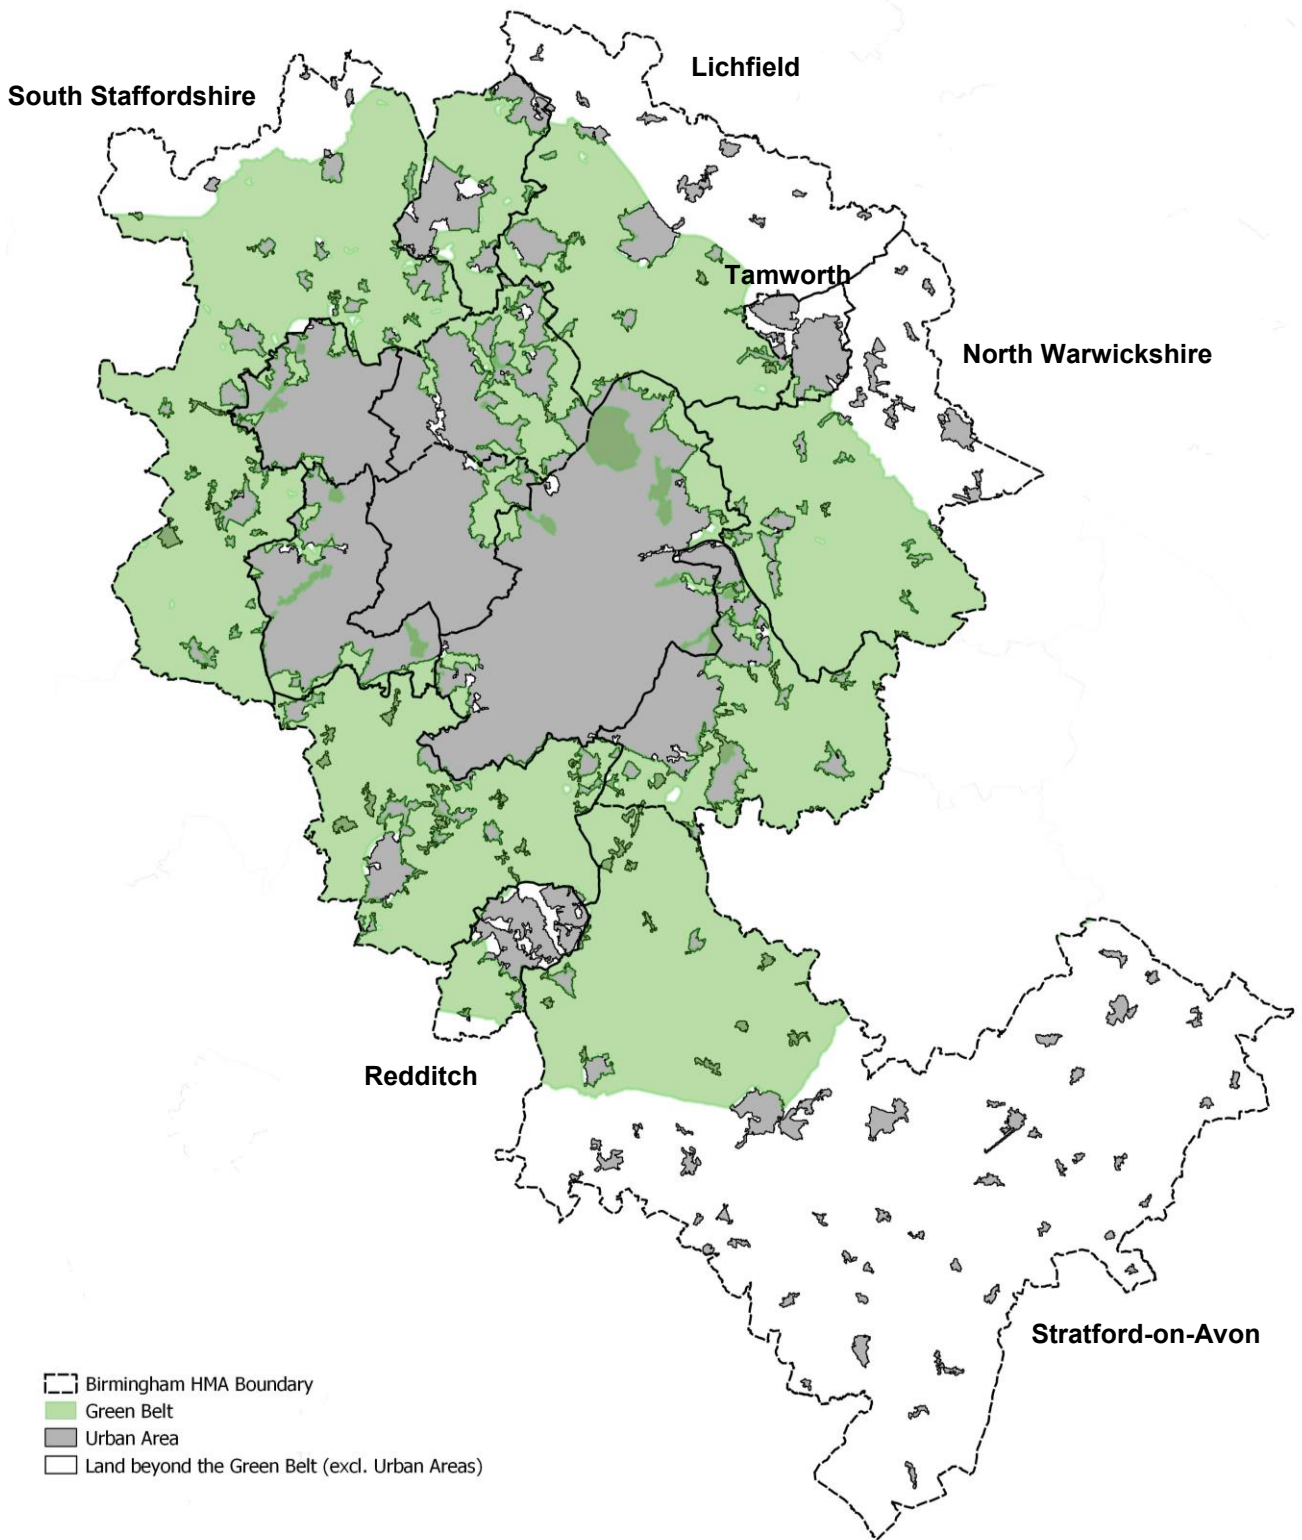 Lichfield
South Staffordshire
Tamworth
North Warwickshire
Redditch
Stratford-on-Avon
Birmingham HMA Boundary
Green Belt
Urban Area
Land beyond the Green Belt (excl. Urban Areas)